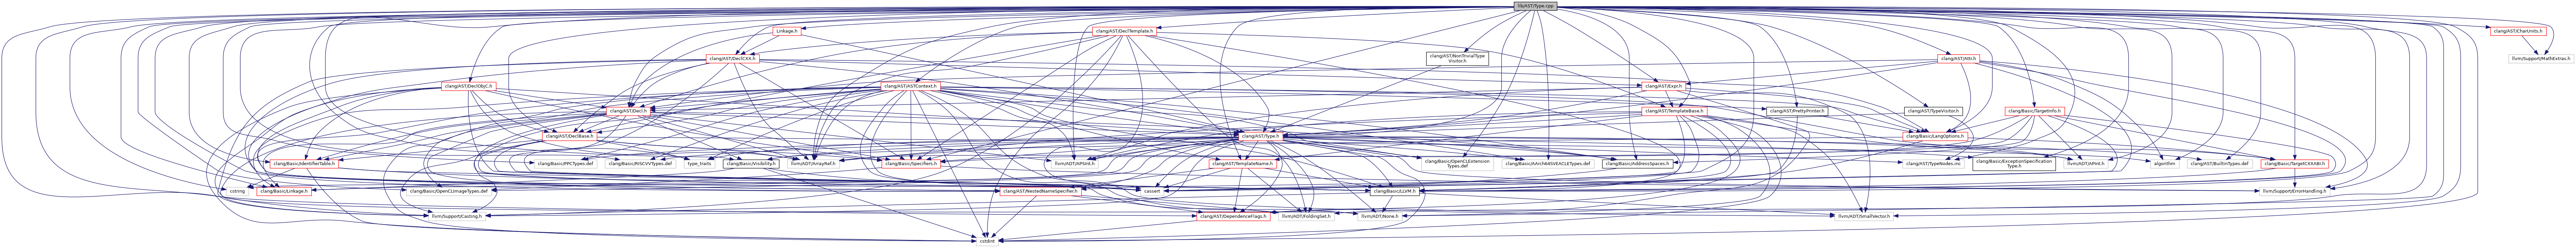 lib/AST/Type.cpp
Linkage.h
clang/AST/DeclTemplate.h
clang/AST/CharUnits.h
clang/AST/DeclCXX.h
clang/AST/NonTrivialType
Visitor.h
clang/AST/Attr.h
llvm/Support/MathExtras.h
clang/AST/DeclObjC.h
clang/AST/ASTContext.h
clang/AST/Expr.h
clang/AST/Decl.h
clang/AST/TemplateBase.h
clang/AST/PrettyPrinter.h
clang/AST/TypeVisitor.h
clang/Basic/TargetInfo.h
clang/AST/DeclBase.h
clang/AST/Type.h
clang/Basic/LangOptions.h
clang/Basic/IdentifierTable.h
clang/Basic/PPCTypes.def
clang/Basic/RISCVVTypes.def
type_traits
clang/Basic/Visibility.h
llvm/ADT/ArrayRef.h
clang/Basic/Specifiers.h
llvm/ADT/APSInt.h
clang/AST/TemplateName.h
clang/Basic/OpenCLExtension
Types.def
clang/Basic/AArch64SVEACLETypes.def
clang/Basic/AddressSpaces.h
clang/AST/TypeNodes.inc
clang/Basic/ExceptionSpecification
Type.h
llvm/ADT/APInt.h
algorithm
clang/AST/BuiltinTypes.def
clang/Basic/TargetCXXABI.h
cstring
clang/Basic/Linkage.h
clang/Basic/OpenCLImageTypes.def
clang/AST/NestedNameSpecifier.h
cassert
clang/Basic/LLVM.h
llvm/Support/ErrorHandling.h
llvm/Support/Casting.h
clang/AST/DependenceFlags.h
llvm/ADT/FoldingSet.h
llvm/ADT/None.h
llvm/ADT/SmallVector.h
cstdint